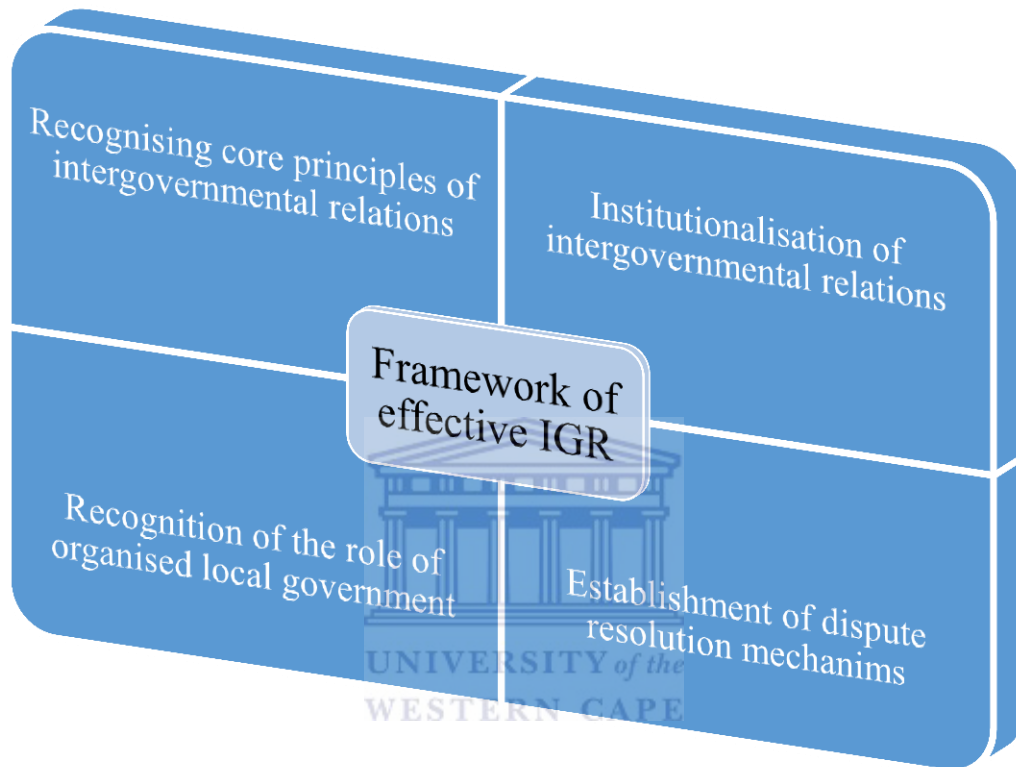 Recognising core principles of
intergovernmental relations
Institutionalisation of
intergovernmental relations
Framework of
effective IGR
Recognition of the role of
organised local government
Establishment of dispute
resolution mechanims
UNIVERSITY of the
WESTERN CAPE